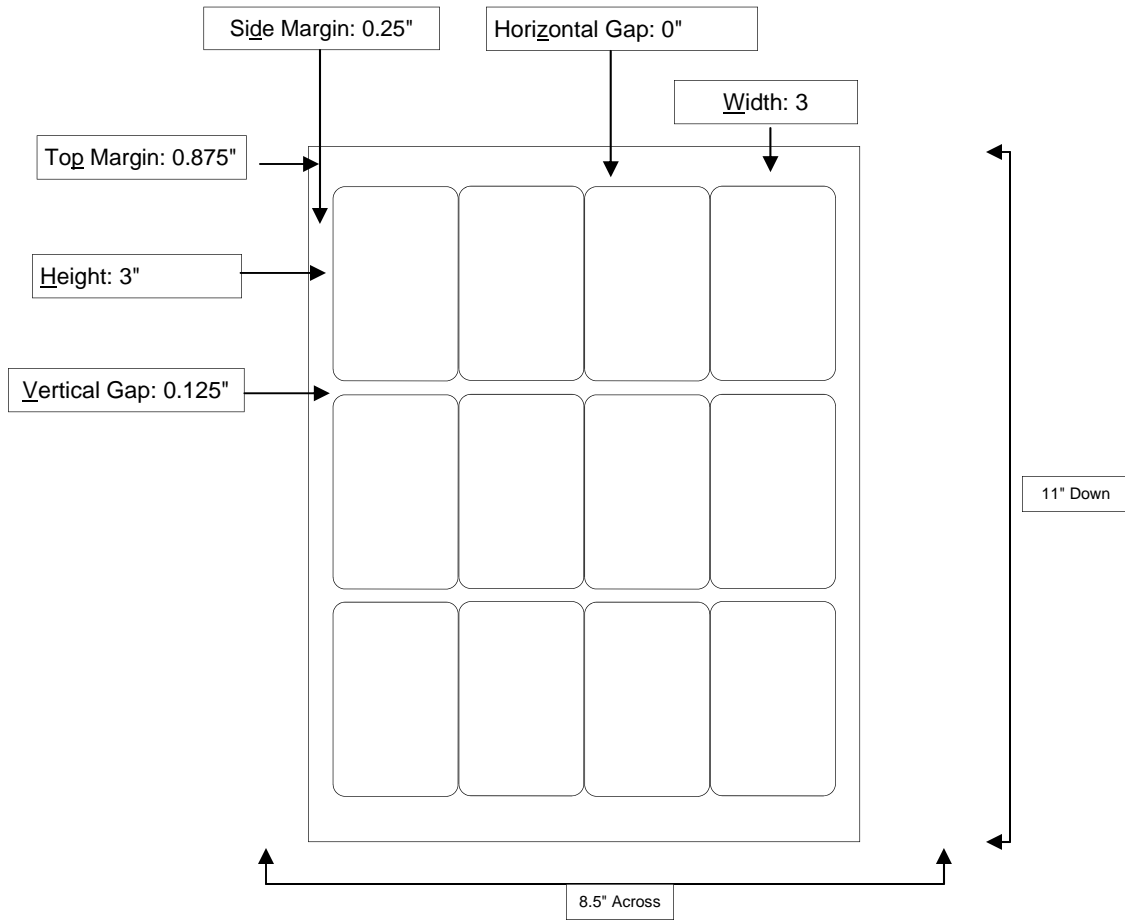 Side Margin: 0.25"
Horizontal Gap: 0"
Width: 3
Top Margin: 0.875"
Height: 3"
Vertical Gap: 0.125"
11" Down
8.5" Across